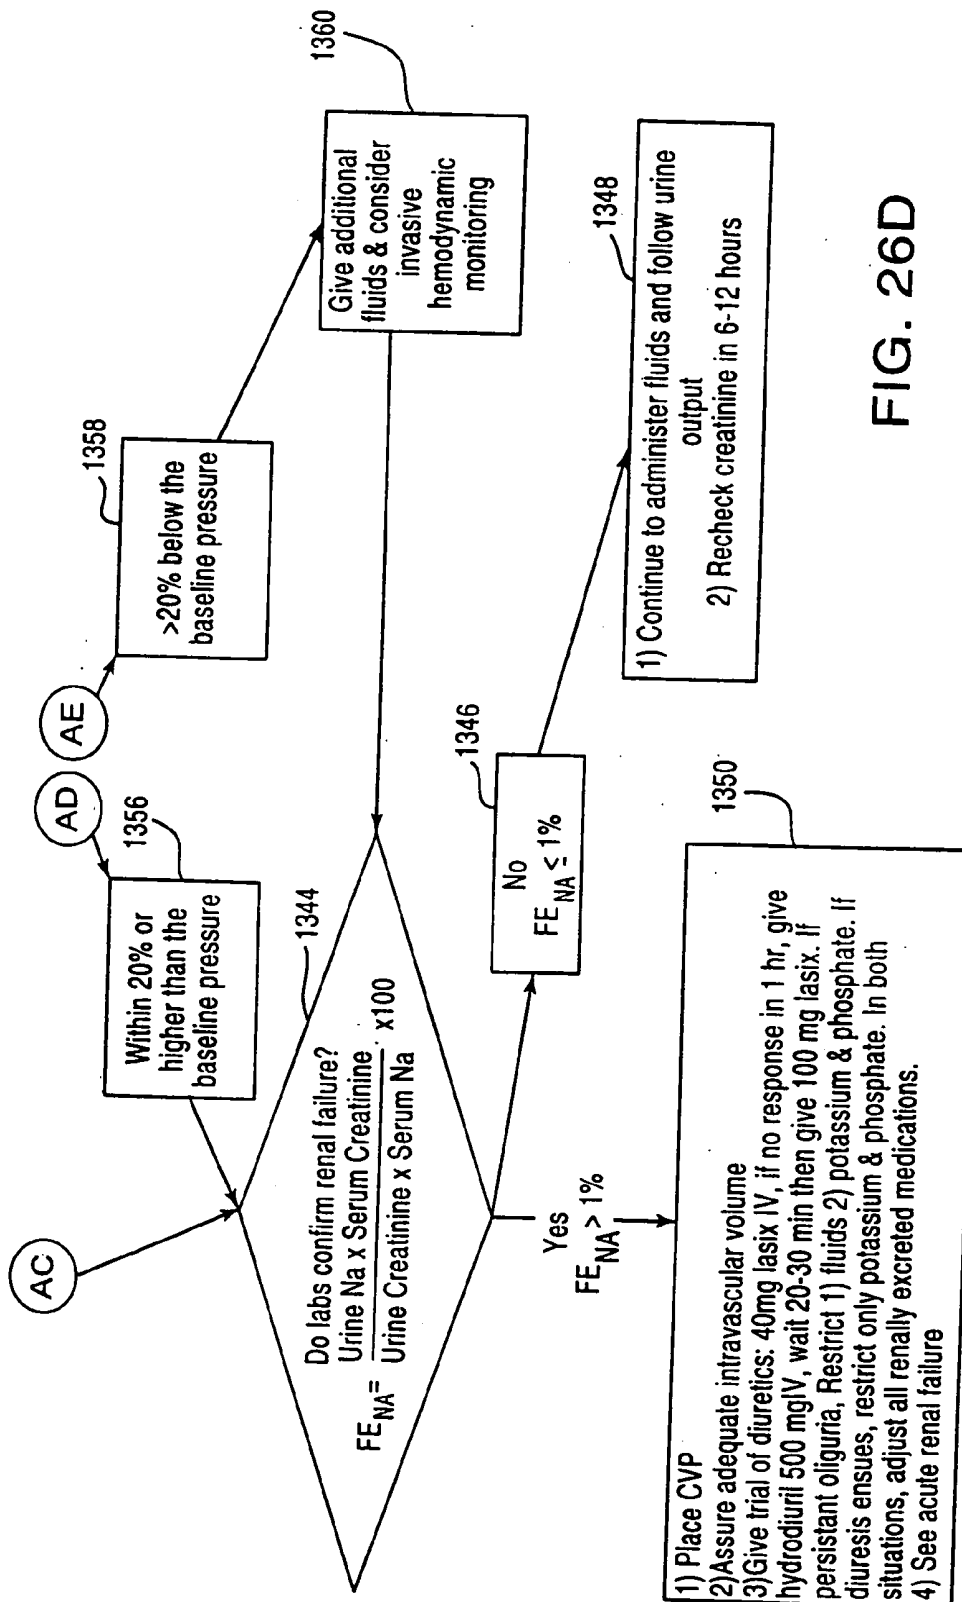 AC
AD
AE
1356
Within 20% or
higher than the
baseline pressure
1358
>20% below the
baseline pressure
1360
Give additional
fluids & consider
invasive
hemodynamic
monitoring
1344
Do labs confirm renal failure?
Urine Na x Serum Creatinine
FE NA = x100
Urine Creatinine x Serum Na
1346
No
FE NA ≤ 1%
1348
1) Continue to administer fluids and follow urine
output
2) Recheck creatinine in 6-12 hours
Yes
FE NA > 1%
1350
1) Place CVP
2)Assure adequate intravascular volume
3)Give trial of diuretics: 40mg lasix IV, if no response in 1 hr, give
hydrodiuril 500 mgIV, wait 20-30 min then give 100 mg lasix. If
persistant oliguria, Restrict 1) fluids 2) potassium & phosphate. If
diuresis ensues, restrict only potassium & phosphate. In both
situations, adjust all renally excreted medications.
4) See acute renal failure
FIG. 26D